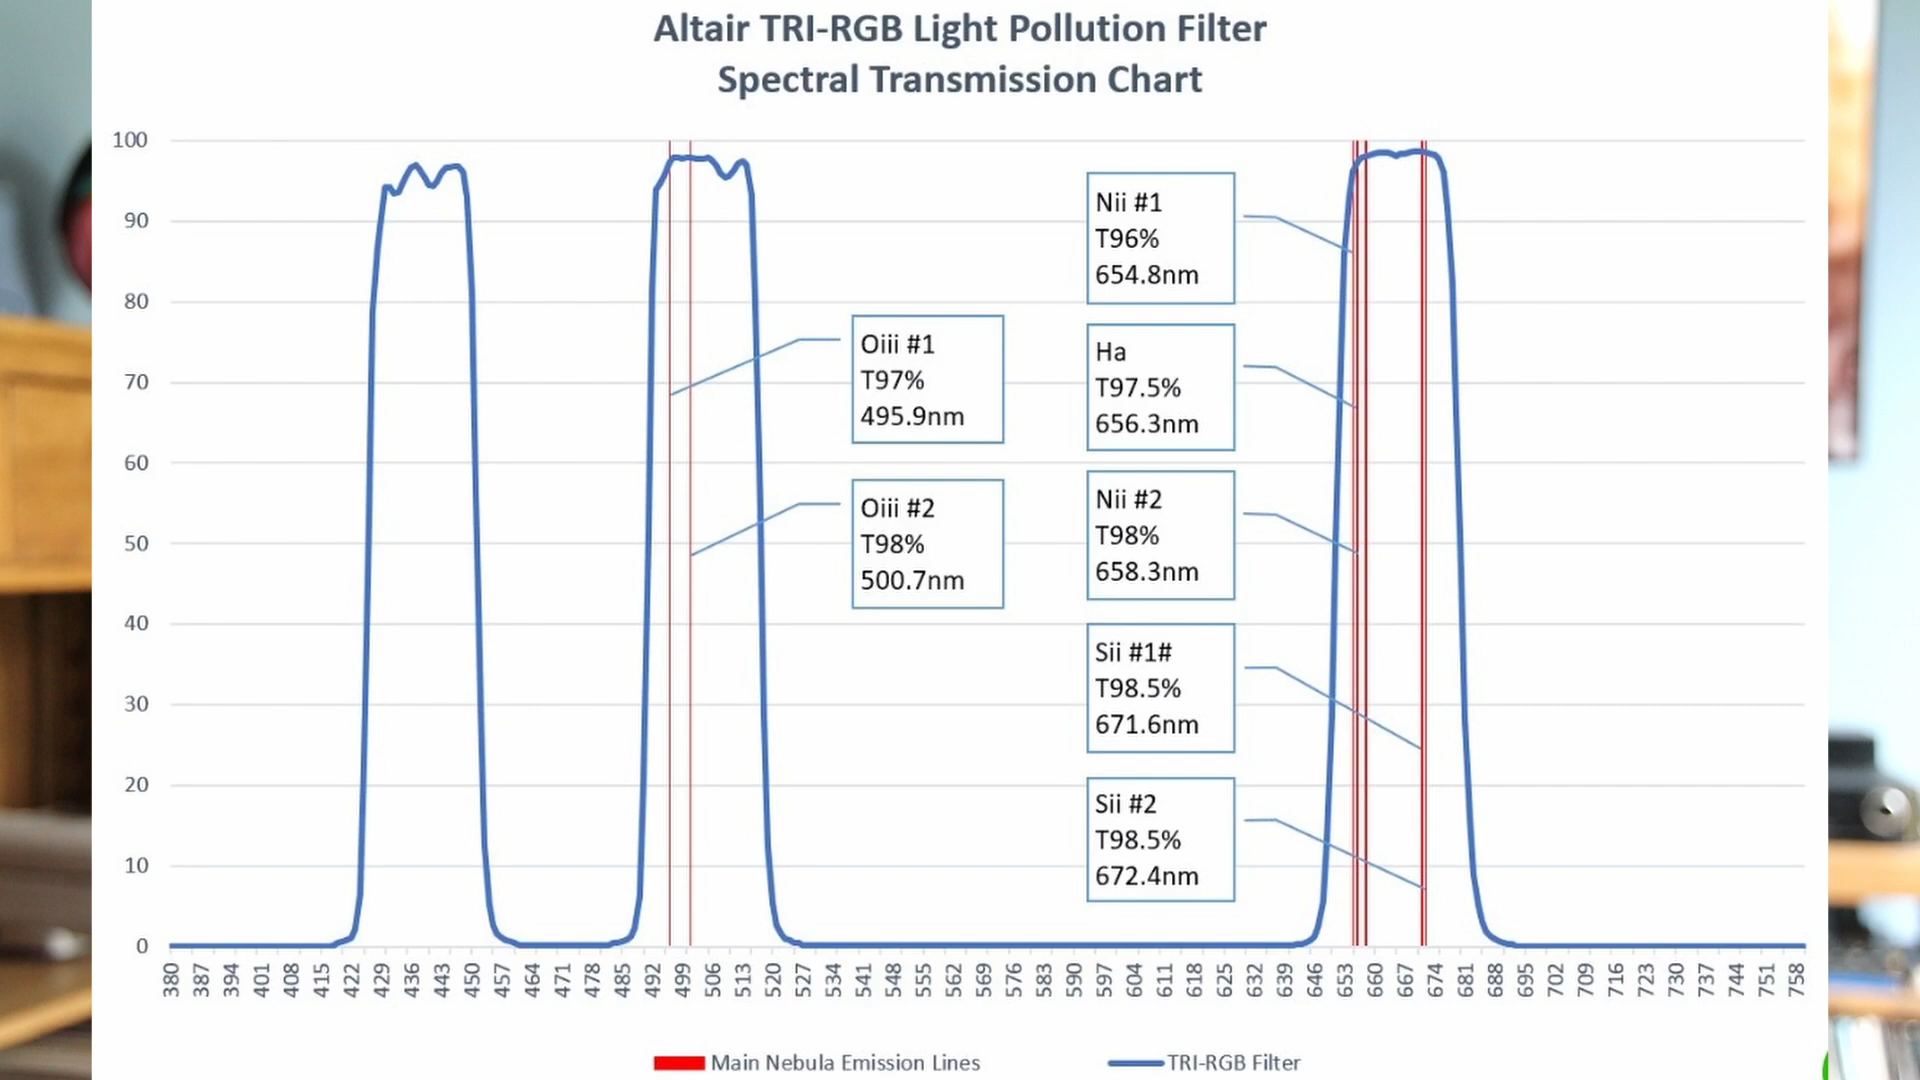 Altair TRI-RGB Light Pollution Filter
Spectral Transmission Chart
100
90
80
70
60
50
40
30
20
10
0
Oiii #1
T97%
495.9nm
Oiii #2
T98%
500.7nm
Nii #1
T96%
654.8nm
Ha
T97.5%
656.3nm
Nii #2
T98%
658.3nm
Sii #1#
T98.5%
671.6nm
Sii #2
T98.5%
672.4nm
380 387 394 401 408 415 422 429 436 443 450 457 464 471 478 485 492 499 506 513 520 527 534 541 548 555 562 569 576 583 590 597 604 611 618 625 632 639 646 653 660 667 674 681 688 695 702 709 716 723 730 737 744 751 758
Main Nebula Emission Lines
TRI-RGB Filter